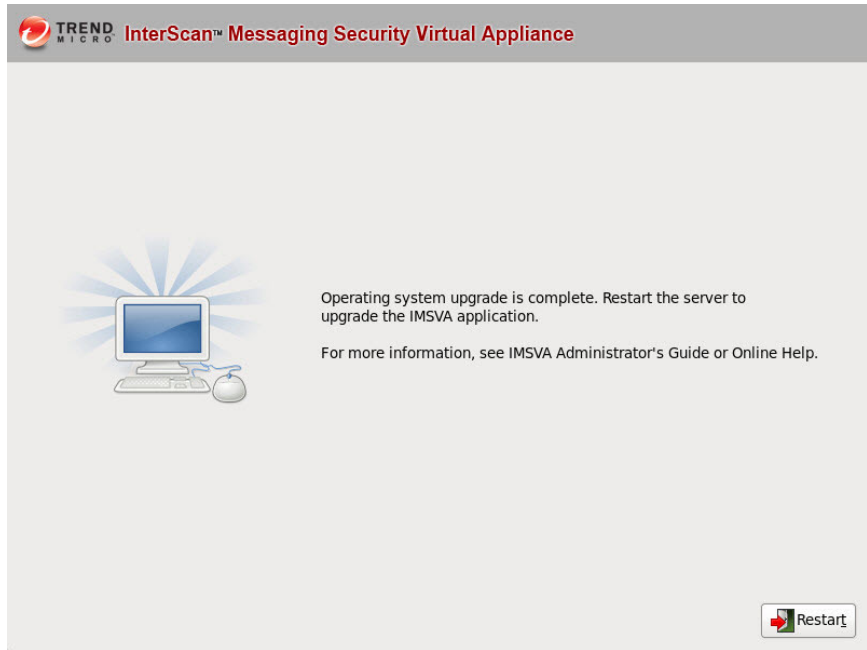 TREND MICRO InterScan™ Messaging Security Virtual Appliance
Operating system upgrade is complete. Restart the server to
upgrade the IMSVA application.
For more information, see IMSVA Administrator's Guide or Online Help.
Restart